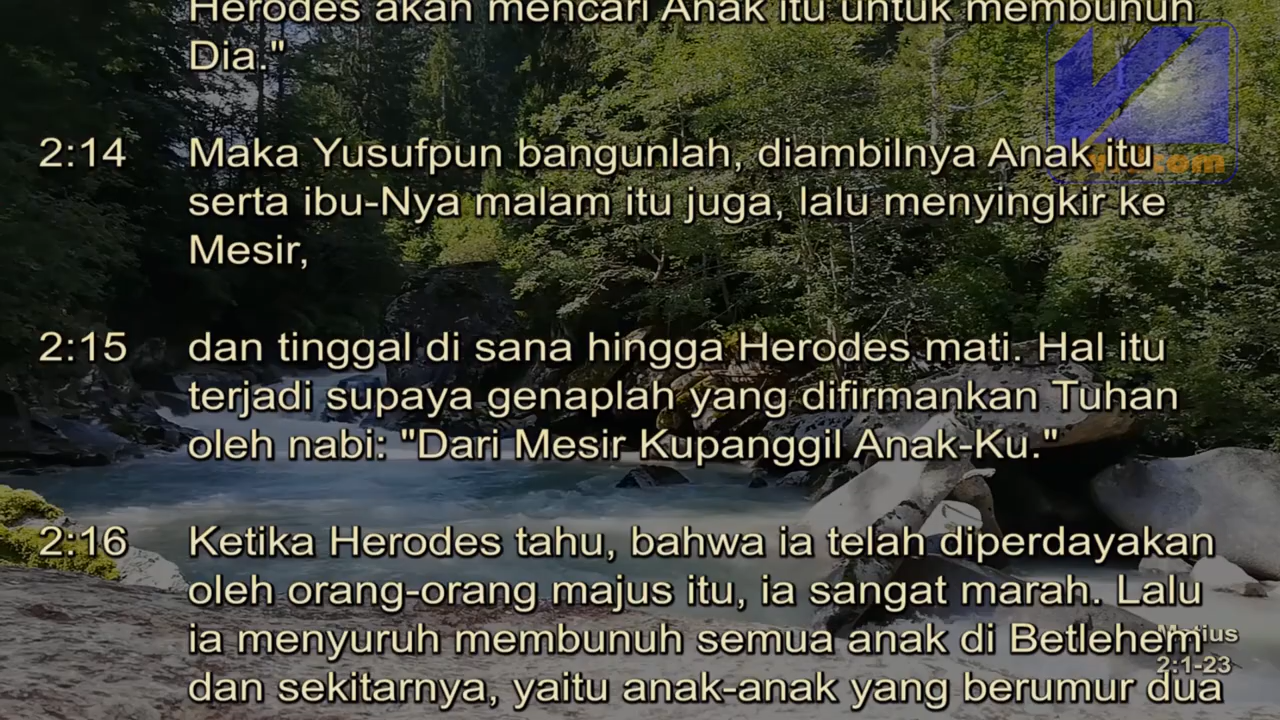 Herodes akan mencari Anak itu untuk membunuh
Dia."
2:14 Maka Yusufpun bangunlah, diambilnya Anak itu
serta ibu-Nya malam itu juga, lalu menyingkir ke
Mesir,
2:15 dan tinggal di sana hingga Herodes mati. Hal itu
terjadi supaya genaplah yang difirmankan Tuhan
oleh nabi: "Dari Mesir Kupanggil Anak-Ku."
2:16 Ketika Herodes tahu, bahwa ia telah diperdayakan
oleh orang-orang majus itu, ia sangat marah. Lalu
ia menyuruh membunuh semua anak di Betlehem
dan sekitarnya, yaitu anak-anak yang berumur dua
Matius
2:1-23